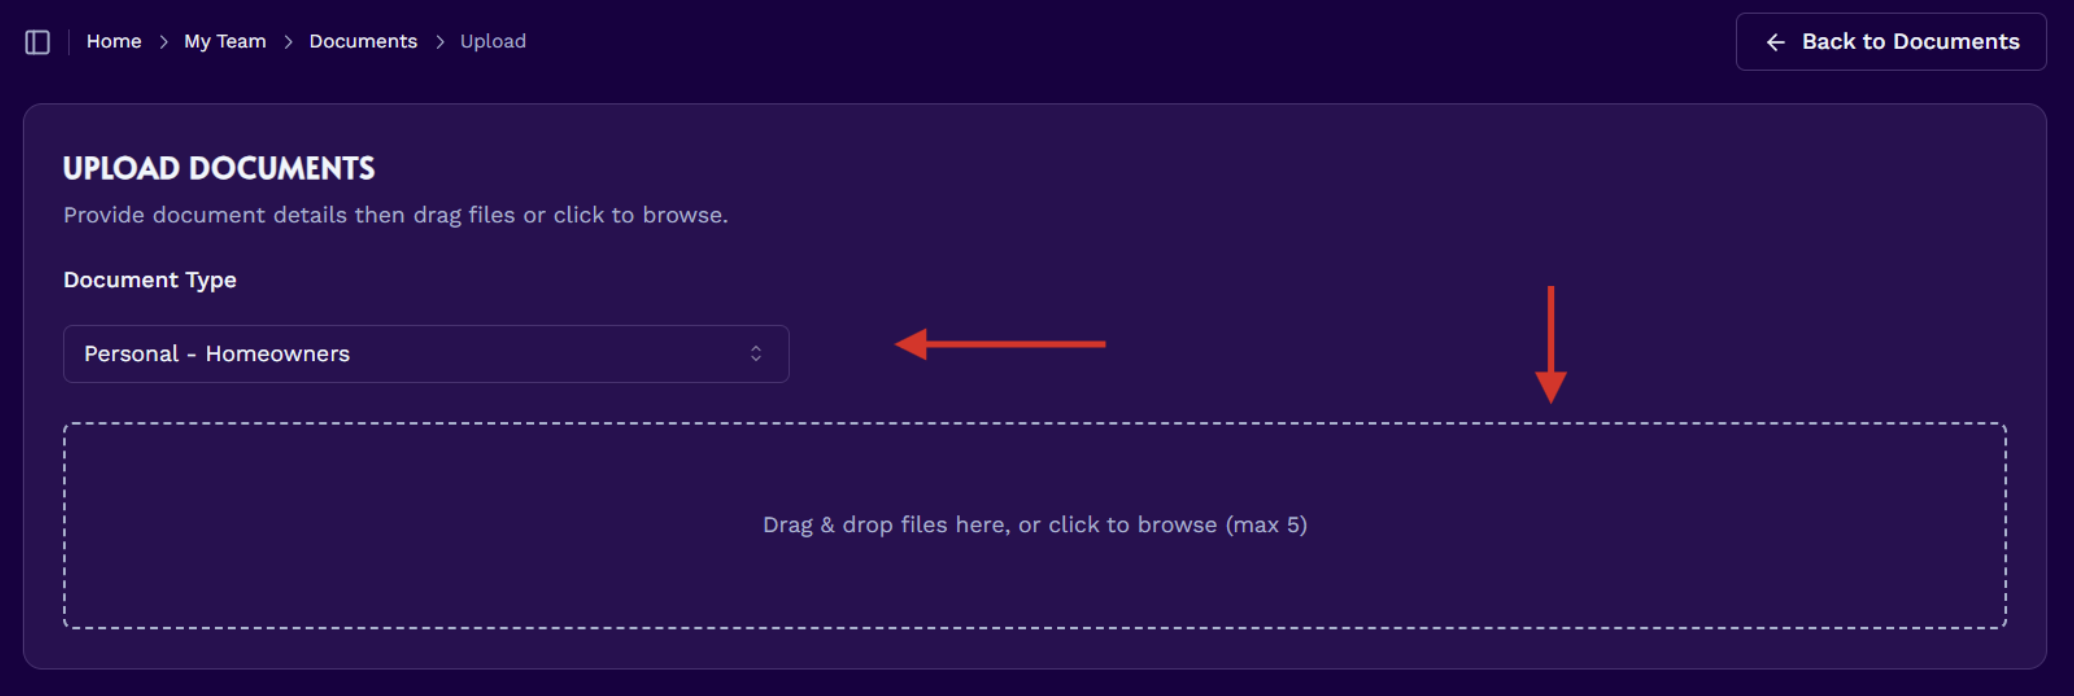 Home > My Team > Documents > Upload
← Back to Documents
UPLOAD DOCUMENTS
Provide document details then drag files or click to browse.
Document Type
Personal - Homeowners
Drag & drop files here, or click to browse (max 5)